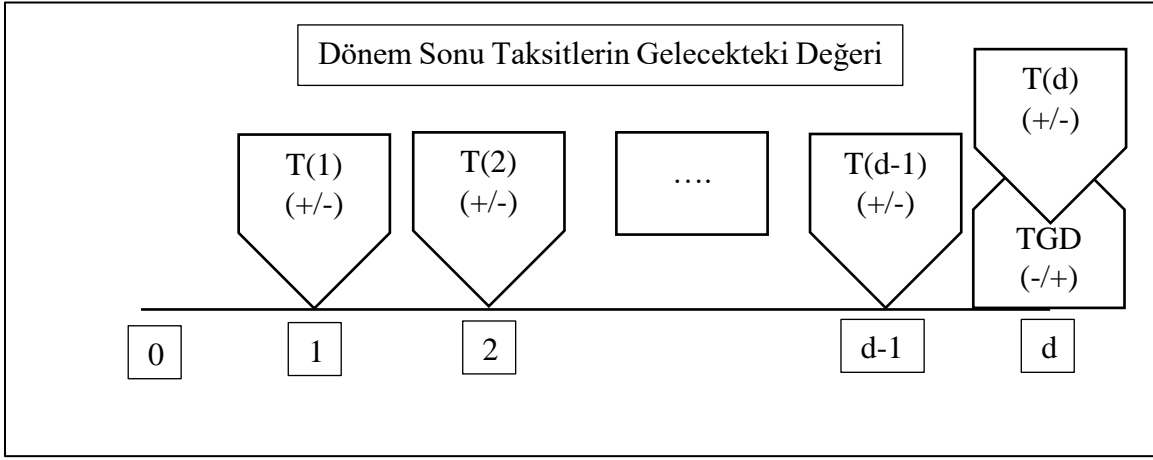 Dönem Sonu Taksitlerin Gelecekteki Değeri
T(1)
(+/-)
T(2)
(+/-)
….
T(d-1)
(+/-)
T(d)
(+/-)
TGD
(-/+)
0
1
2
d-1
d